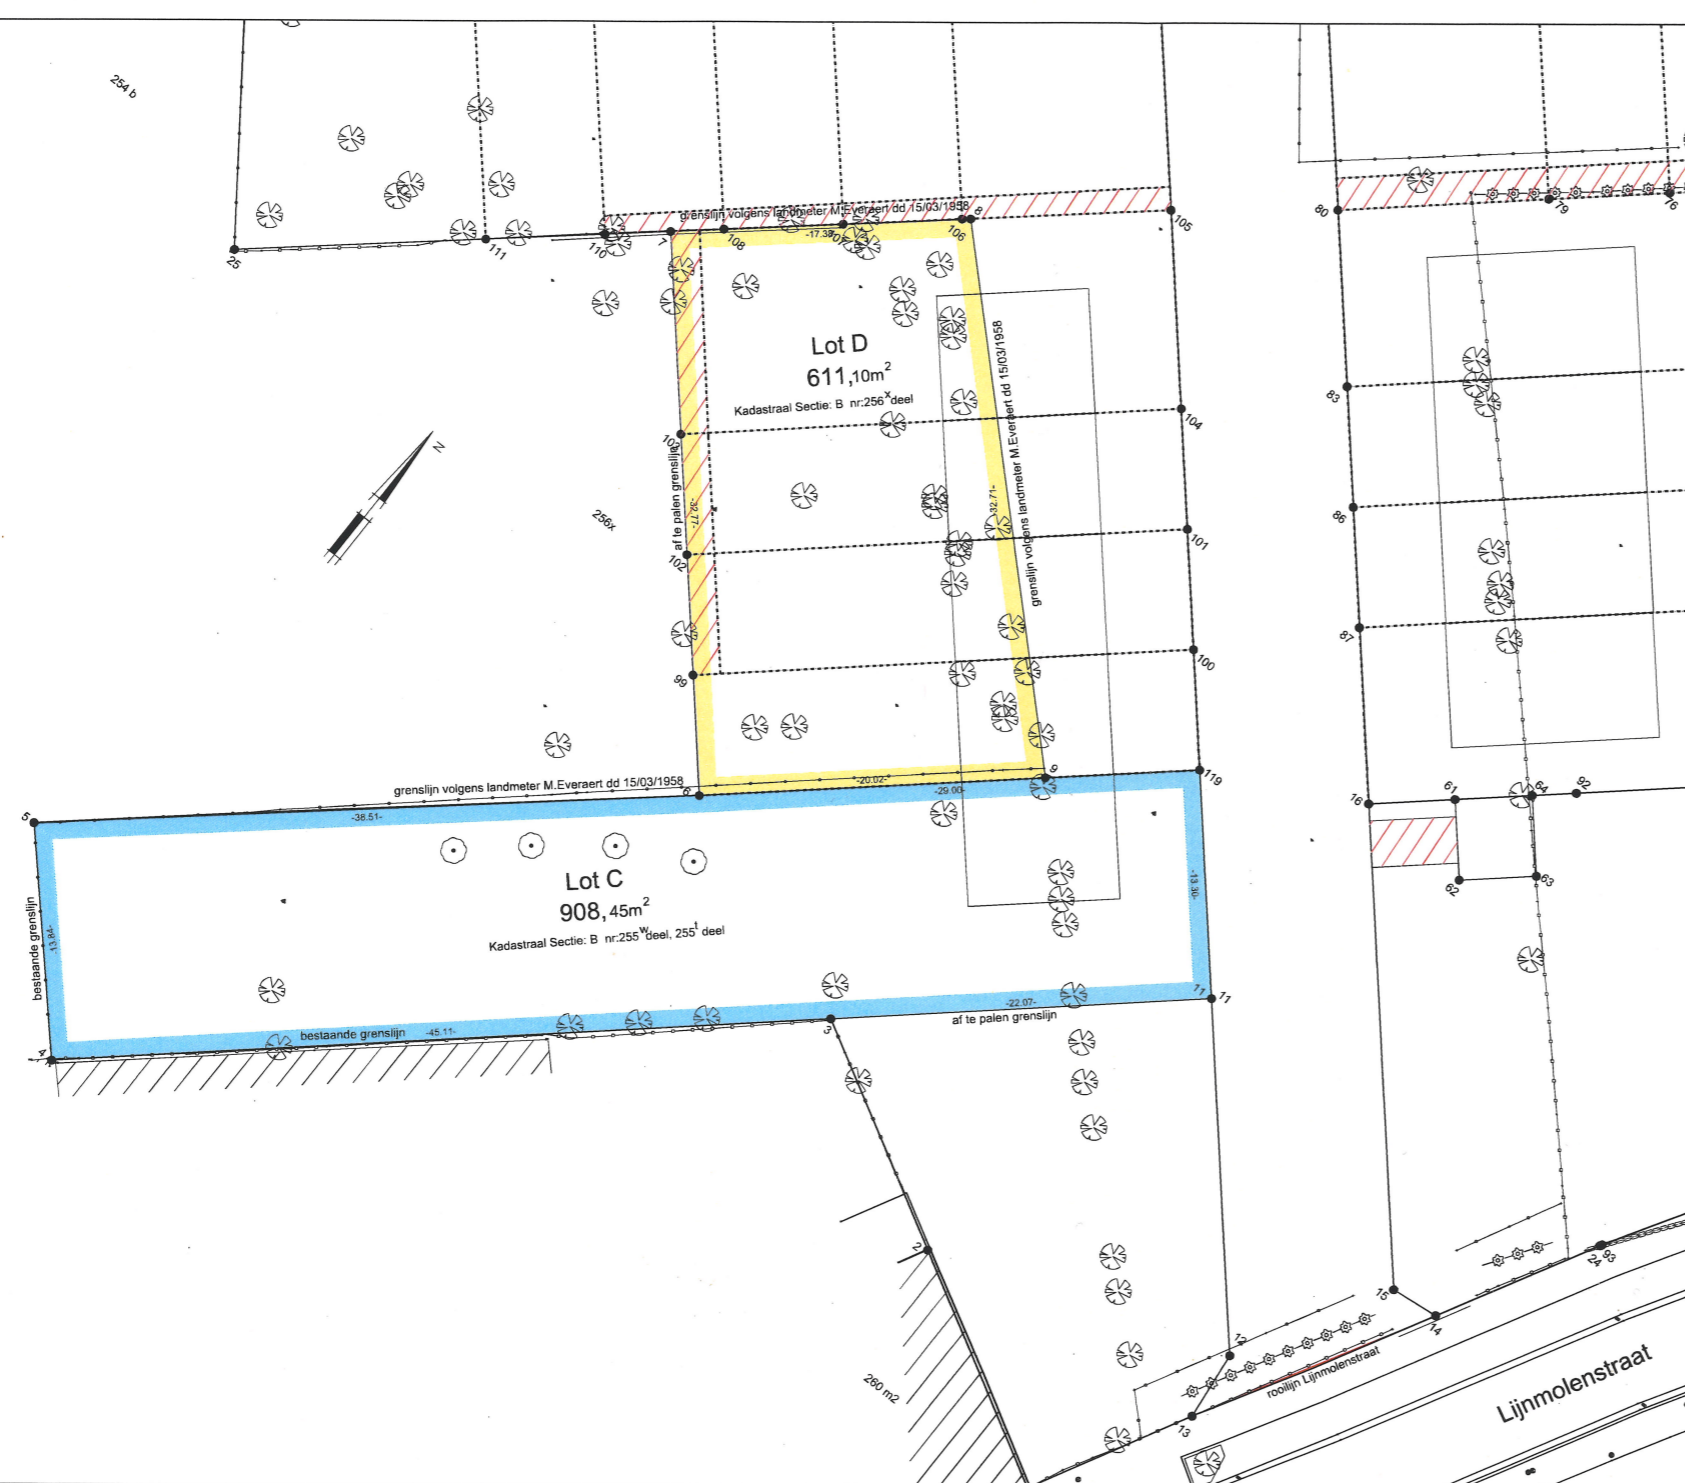 254 b
grenslijn volgens landmeter M.Everaert dd 15/03/1958
8
105
80
79
76
25
111
110
7
108
106
Lot D
611,10m²
Kadastraal Sectie: B nr:256ˣdeel
grenslijn volgens landmeter M.Everaert dd 15/03/1958
-32.71-
83
104
N
af te palen grenslijn
-32.77-
256x
86
101
102
87
100
99
grenslijn volgens landmeter M.Everaert dd 15/03/1958
6
9
-20.02-
-29.00-
119
16
61
64
92
5
-38.51-
Lot C
908,45m²
Kadastraal Sectie: B nr:255ʷdeel, 255ᵗ deel
62
63
bestaande grenslijn
-13.84-
-13.30-
11
11
-22.07-
af te palen grenslijn
bestaande grenslijn
-45.11-
3
4
2
24
93
15
14
12
13
260 m2
rooilijn Lijnmolenstraat
Lijnmolenstraat